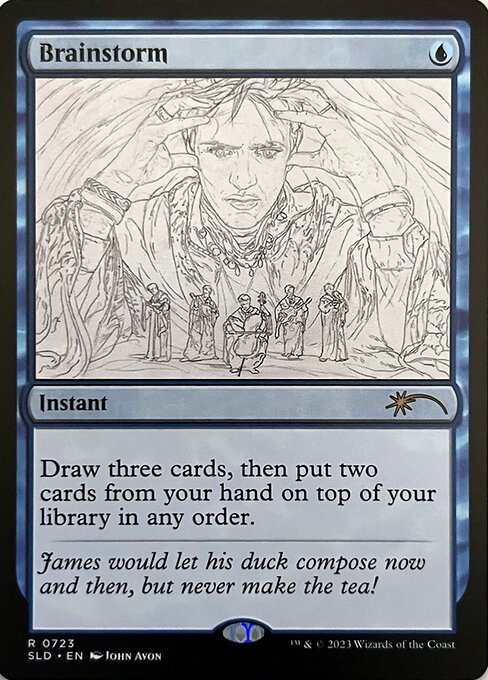 Brainstorm
Instant
Draw three cards, then put two
cards from your hand on top of your
library in any order.
James would let his duck compose now
and then, but never make the tea!
R 0723
SLD • EN John Avon
™ & © 2023 Wizards of the Coast